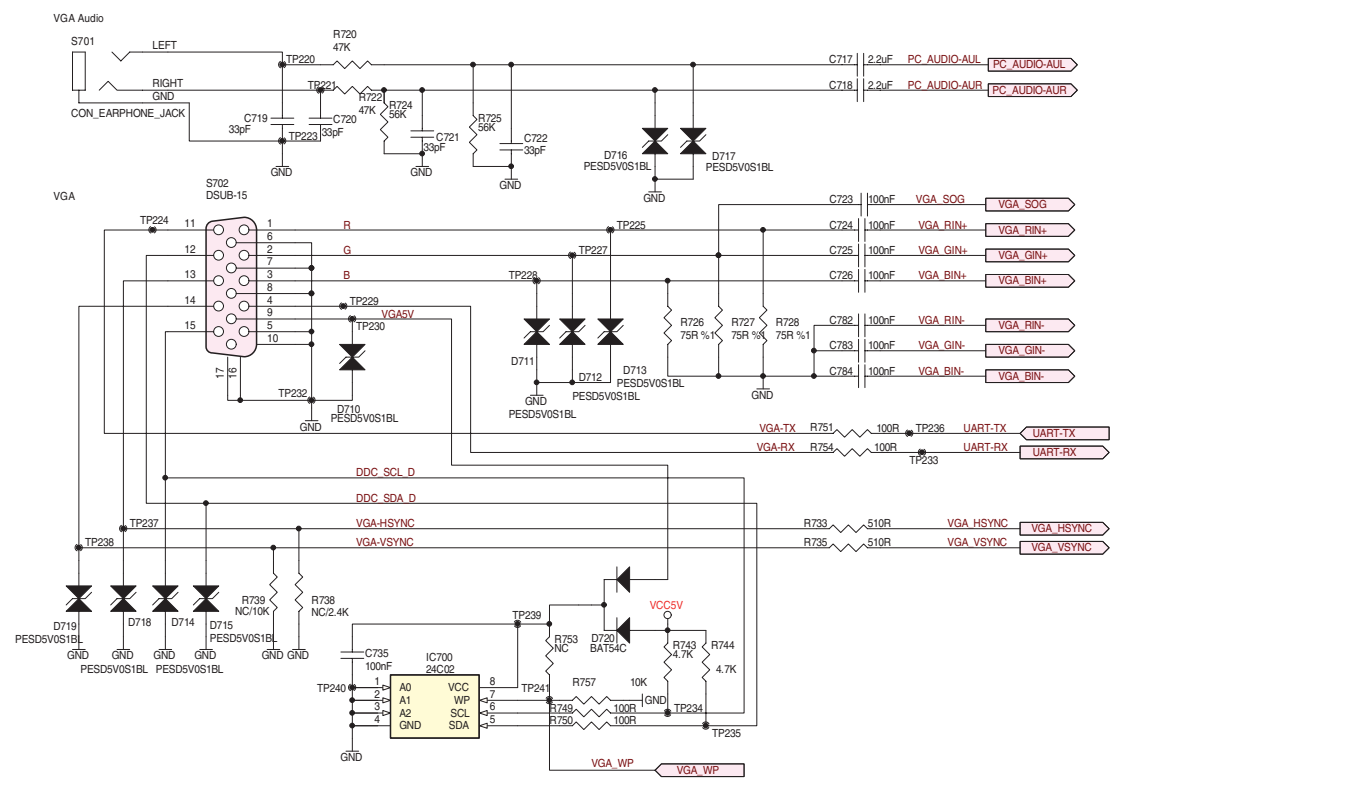 VGA Audio
S701
LEFT
RIGHT
GND
CON_EARPHONE_JACK
TP220
R720
47K
TP221
R722
47K
R724
56K
C719
33pF
C720
33pF
TP223
GND
C721
33pF
GND
R725
56K
C722
33pF
GND
D716
PESD5V0S1BL
D717
PESD5V0S1BL
GND
C717
2.2uF
PC_AUDIO-AUL
PC_AUDIO-AUL
C718
2.2uF
PC_AUDIO-AUR
PC_AUDIO-AUR
VGA
S702
DSUB-15
TP224
11
12
13
14
15
1
6
2
7
3
8
4
9
5
10
17
16
R
G
B
TP225
TP227
TP228
TP229
VGA5V
TP230
TP232
GND
D710
PESD5V0S1BL
D711
GND
PESD5V0S1BL
D712
PESD5V0S1BL
D713
PESD5V0S1BL
R726
75R %1
R727
75R %1
R728
75R %1
GND
C723
100nF
VGA_SOG
VGA_SOG
C724
100nF
VGA_RIN+
VGA_RIN+
C725
100nF
VGA_GIN+
VGA_GIN+
C726
100nF
VGA_BIN+
VGA_BIN+
C782
100nF
VGA_RIN-
VGA_RIN-
C783
100nF
VGA_GIN-
VGA_GIN-
C784
100nF
VGA_BIN-
VGA_BIN-
VGA-TX
R751
100R
TP236
UART-TX
UART-TX
VGA-RX
R754
100R
TP233
UART-RX
UART-RX
DDC_SCL_D
DDC_SDA_D
TP237
VGA-HSYNC
R733
510R
VGA_HSYNC
VGA_HSYNC
TP238
VGA-VSYNC
R735
510R
VGA_VSYNC
VGA_VSYNC
D719
PESD5V0S1BL
GND
D718
GND
PESD5V0S1BL
D714
GND
PESD5V0S1BL
D715
PESD5V0S1BL
GND
R739
NC/10K
GND
R738
NC/2.4K
GND
TP239
C735
100nF
TP240
IC700
24C02
1
2
3
4
A0
A1
A2
GND
VCC
WP
SCL
SDA
8
7
6
5
GND
TP241
R753
NC
D720
BAT54C
VCC5V
R743
4.7K
R744
4.7K
R757
10K
GND
R749
100R
TP234
R750
100R
TP235
VGA_WP
VGA_WP